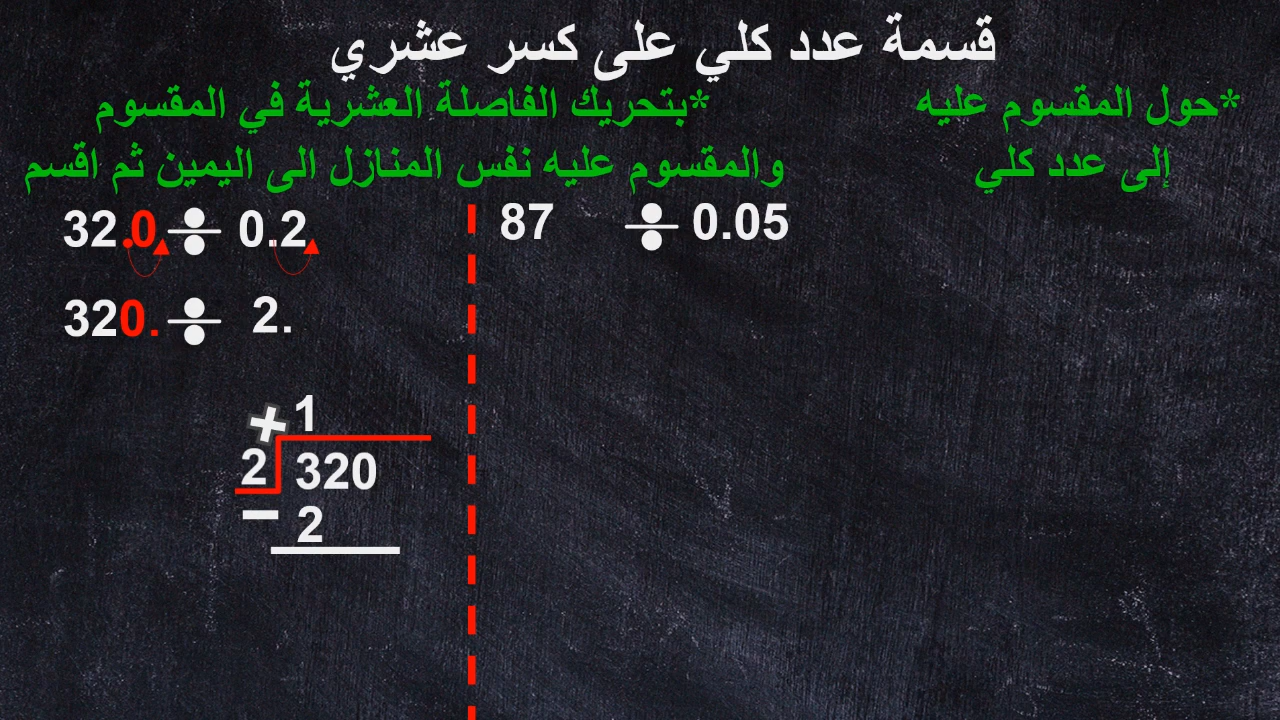 قسمة عدد كلي على كسر عشري
*حول المقسوم عليه
إلى عدد كلي
*بتحريك الفاصلة العشرية في المقسوم
والمقسوم عليه نفس المنازل الى اليمين ثم اقسم
32.0 ÷ 0.2
320. ÷ 2.
+ 1
2 320
− 2
87 ÷ 0.05